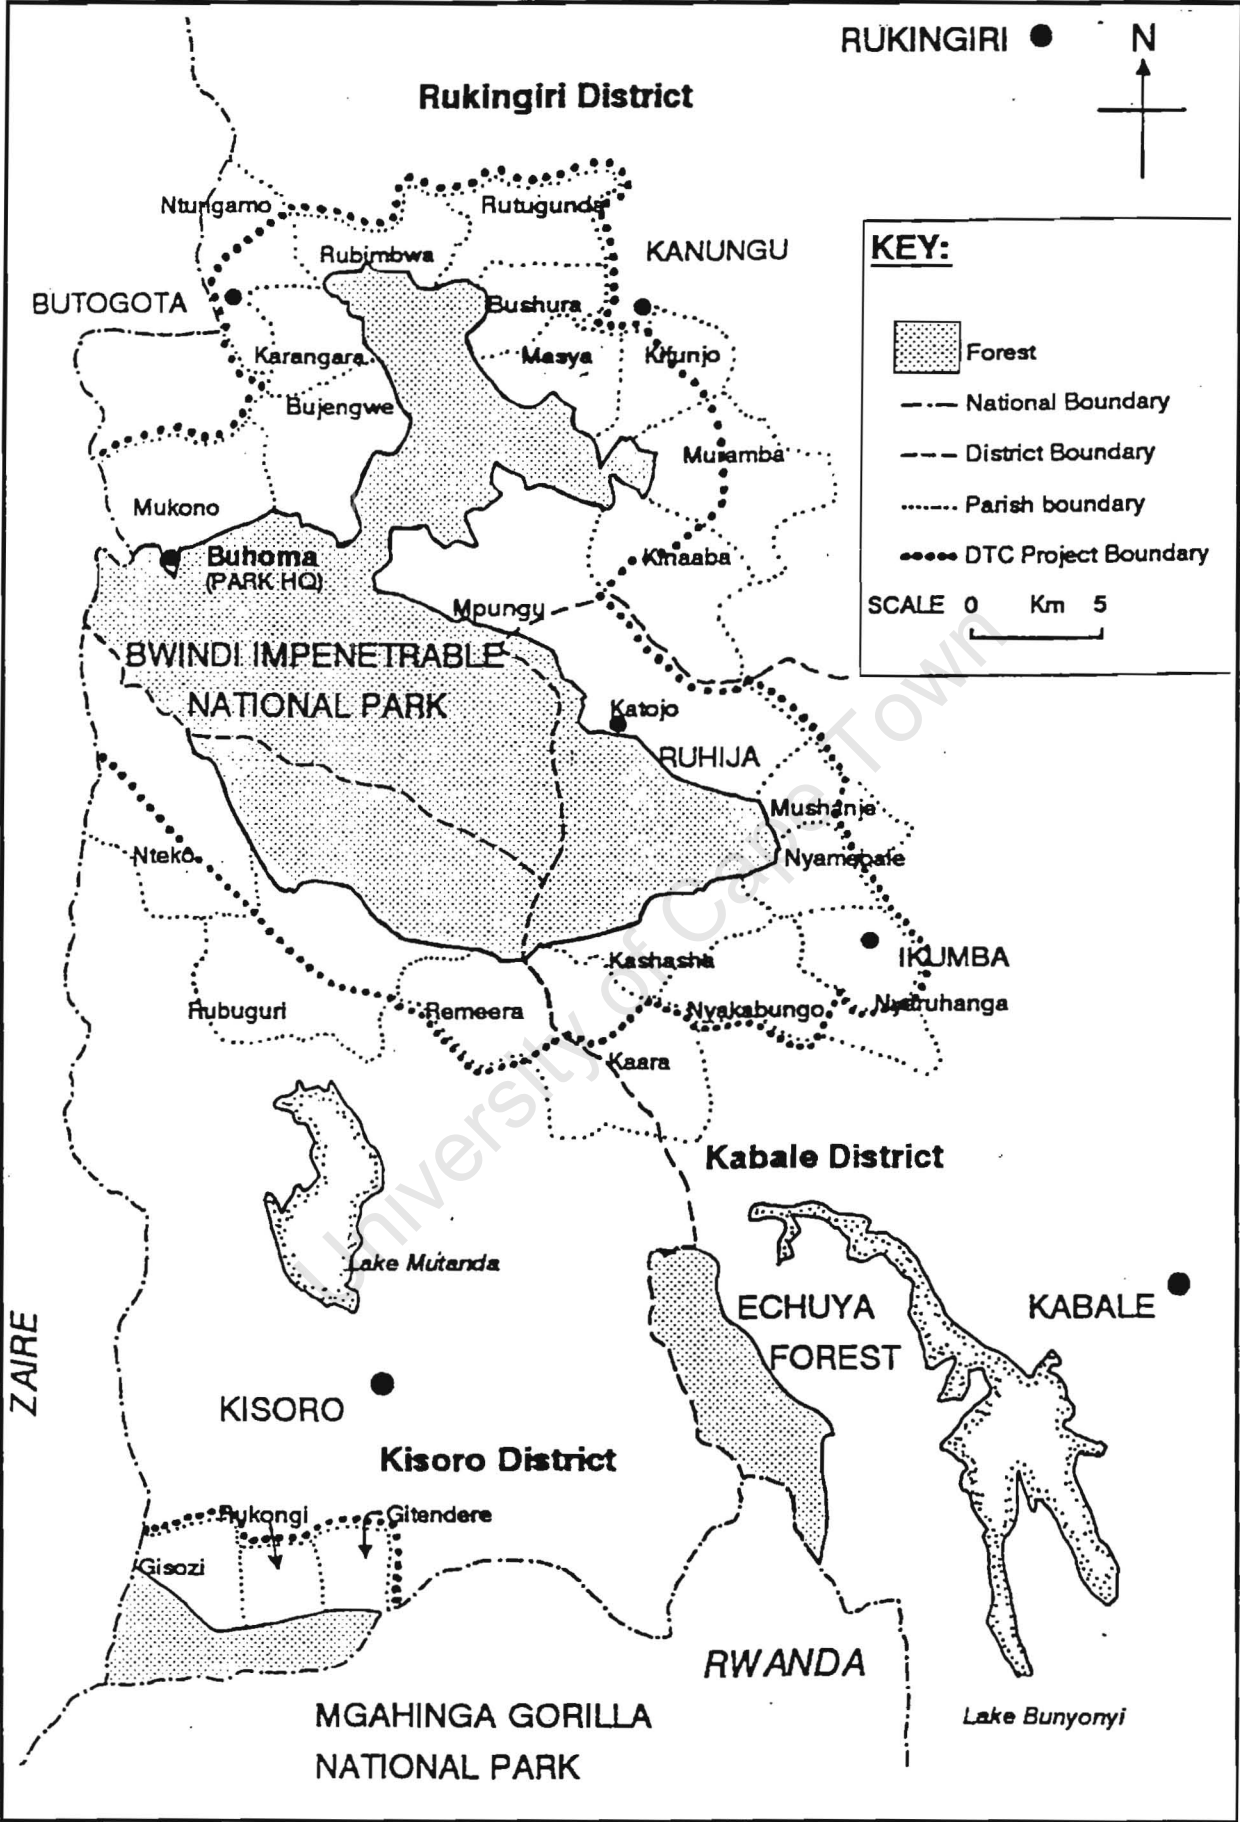 RUKINGIRI
N
Rukingiri District
Ntungamo
Rutugunda
Rubimbwa
KANUNGU
BUTOGOTA
Bushura
Karangara
Masya
Kifunjo
Bujengwe
Muramba
Mukono
Buhoma
(PARK HQ)
Kinaaba
Mpungy
BWINDI IMPENETRABLE
NATIONAL PARK
Katojo
RUHIJA
Mushanje
Nyamabale
Nteko
Kashasha
IKUMBA
Rubuguri
Remeera
Nyakabungo
Nyaruhanga
Kaara
Kabale District
Lake Mutanda
ECHUYA
FOREST
KABALE
ZAIRE
KISORO
Kisoro District
Rukongi
Gitendere
Gisozi
RWANDA
MGAHINGA GORILLA
NATIONAL PARK
Lake Bunyonyi
KEY:
Forest
National Boundary
District Boundary
Parish boundary
DTC Project Boundary
SCALE 0 Km 5
University of Cape Town